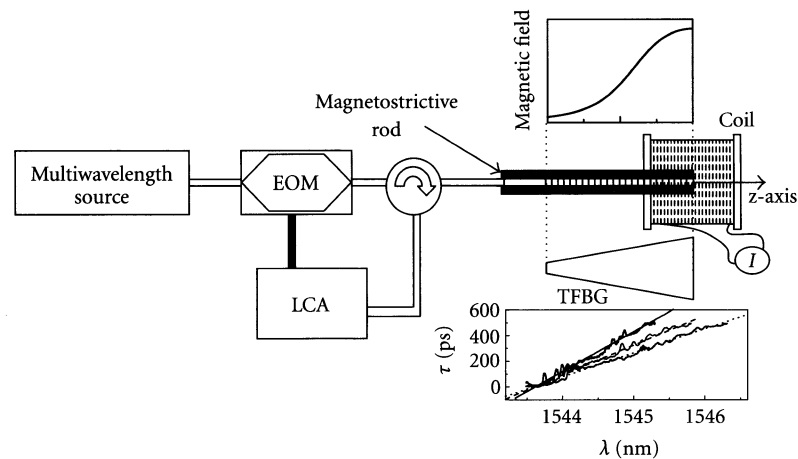 Magnetic field
Magnetostrictive
rod
Coil
Multiwavelength
source
EOM
z-axis
I
LCA
TFBG
τ (ps)
600
400
200
0
1544
1545
1546
λ (nm)